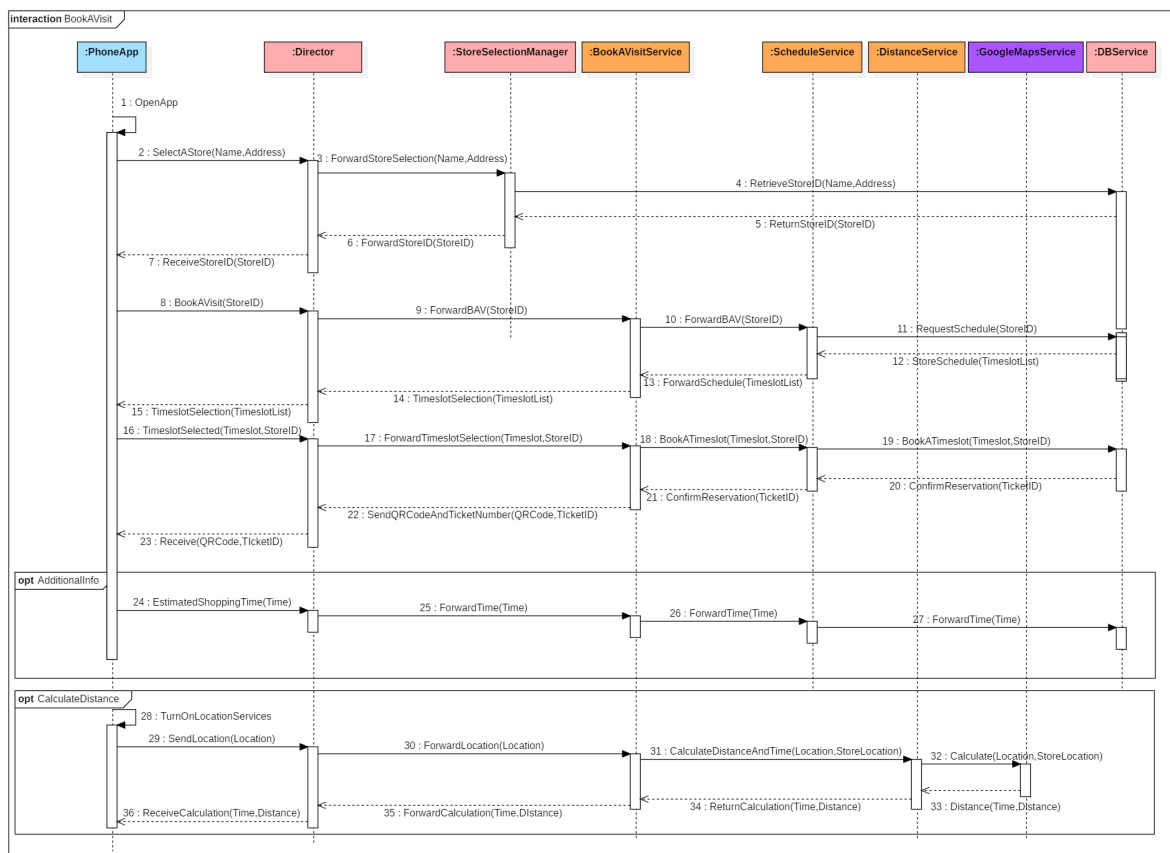 interaction BookAVisit
:PhoneApp
:Director
:StoreSelectionManager
:BookAVisitService
:ScheduleService
:DistanceService
:GoogleMapsService
:DBService
1 : OpenApp
2 : SelectAStore(Name,Address)
3 : ForwardStoreSelection(Name,Address)
4 : RetrieveStoreID(Name,Address)
5 : ReturnStoreID(StoreID)
6 : ForwardStoreID(StoreID)
7 : ReceiveStoreID(StoreID)
8 : BookAVisit(StoreID)
9 : ForwardBAV(StoreID)
10 : ForwardBAV(StoreID)
11 : RequestSchedule(StoreID)
12 : StoreSchedule(TimeslotList)
13 : ForwardSchedule(TimeslotList)
14 : TimeslotSelection(TimeslotList)
15 : TimeslotSelection(TimeslotList)
16 : TimeslotSelected(Timeslot,StoreID)
17 : ForwardTimeslotSelection(Timeslot,StoreID)
18 : BookATimeslot(Timeslot,StoreID)
19 : BookATimeslot(Timeslot,StoreID)
20 : ConfirmReservation(TicketID)
21 : ConfirmReservation(TicketID)
22 : SendQRCodeAndTicketNumber(QRCode,TIcketID)
23 : Receive(QRCode,TIcketID)
opt AdditionalInfo
24 : EstimatedShoppingTime(Time)
25 : ForwardTime(Time)
26 : ForwardTime(Time)
27 : ForwardTime(Time)
opt CalculateDistance
28 : TurnOnLocationServices
29 : SendLocation(Location)
30 : ForwardLocation(Location)
31 : CalculateDistanceAndTime(Location,StoreLocation)
32 : Calculate(Location,StoreLocation)
33 : Distance(Time,DIstance)
34 : ReturnCalculation(Time,Distance)
35 : ForwardCalculation(Time,DIstance)
36 : ReceiveCalculation(Time,Distance)